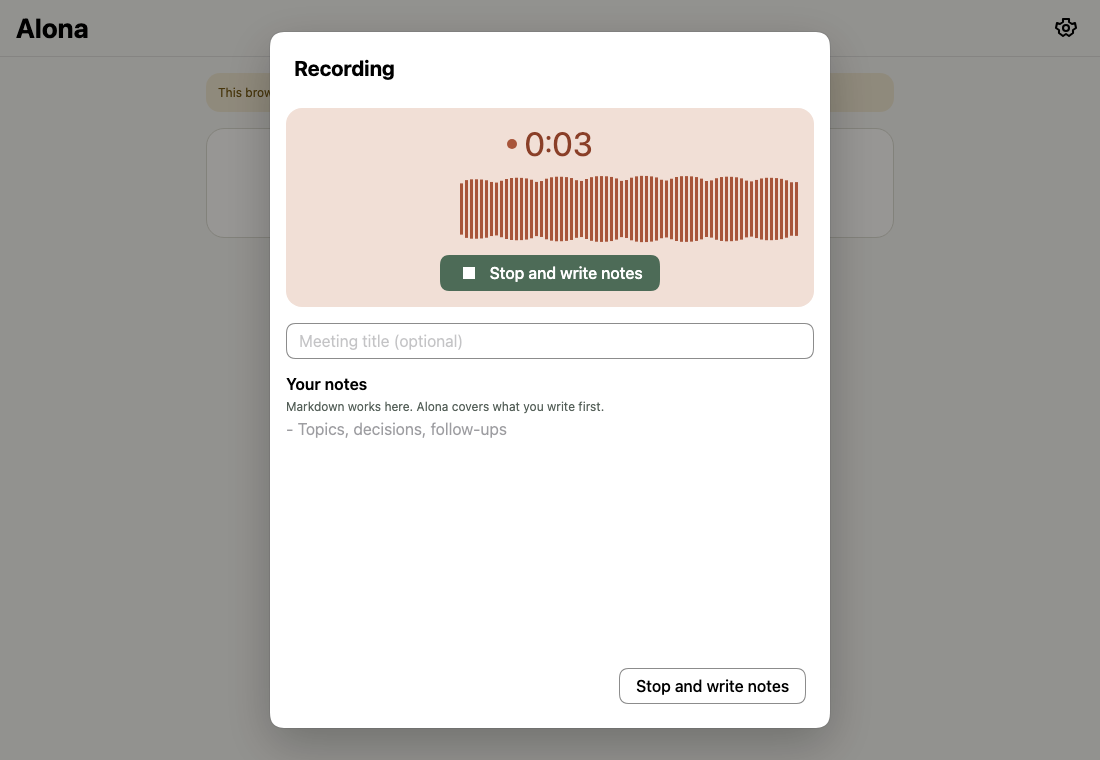 Alona
This
Recording
0:03
Stop and write notes
Meeting title (optional)
Your notes
Markdown works here. Alona covers what you write first.
- Topics, decisions, follow-ups
Stop and write notes